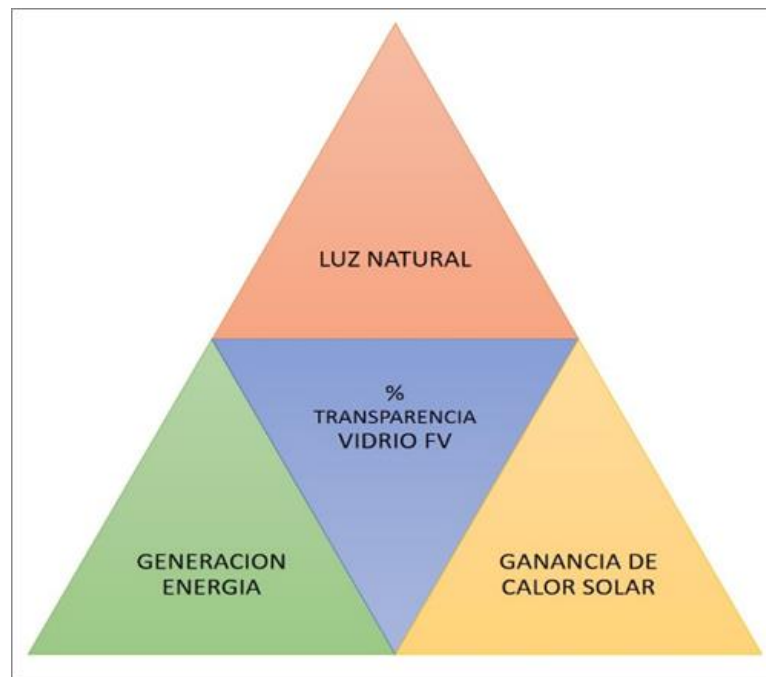 LUZ NATURAL
%
TRANSPARENCIA
VIDRIO FV
GENERACION
ENERGIA
GANANCIA DE
CALOR SOLAR